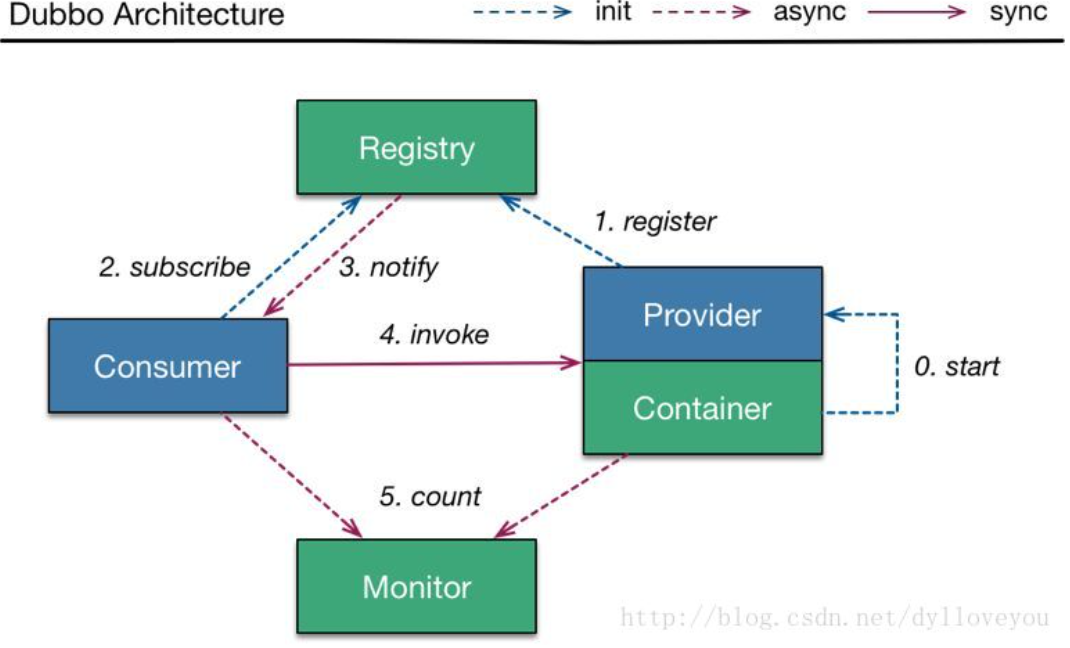 Dubbo Architecture
init
async
sync
Registry
1. register
2. subscribe
3. notify
Provider
4. invoke
Consumer
0. start
Container
5. count
Monitor
http://blog.csdn.net/dylloveyou